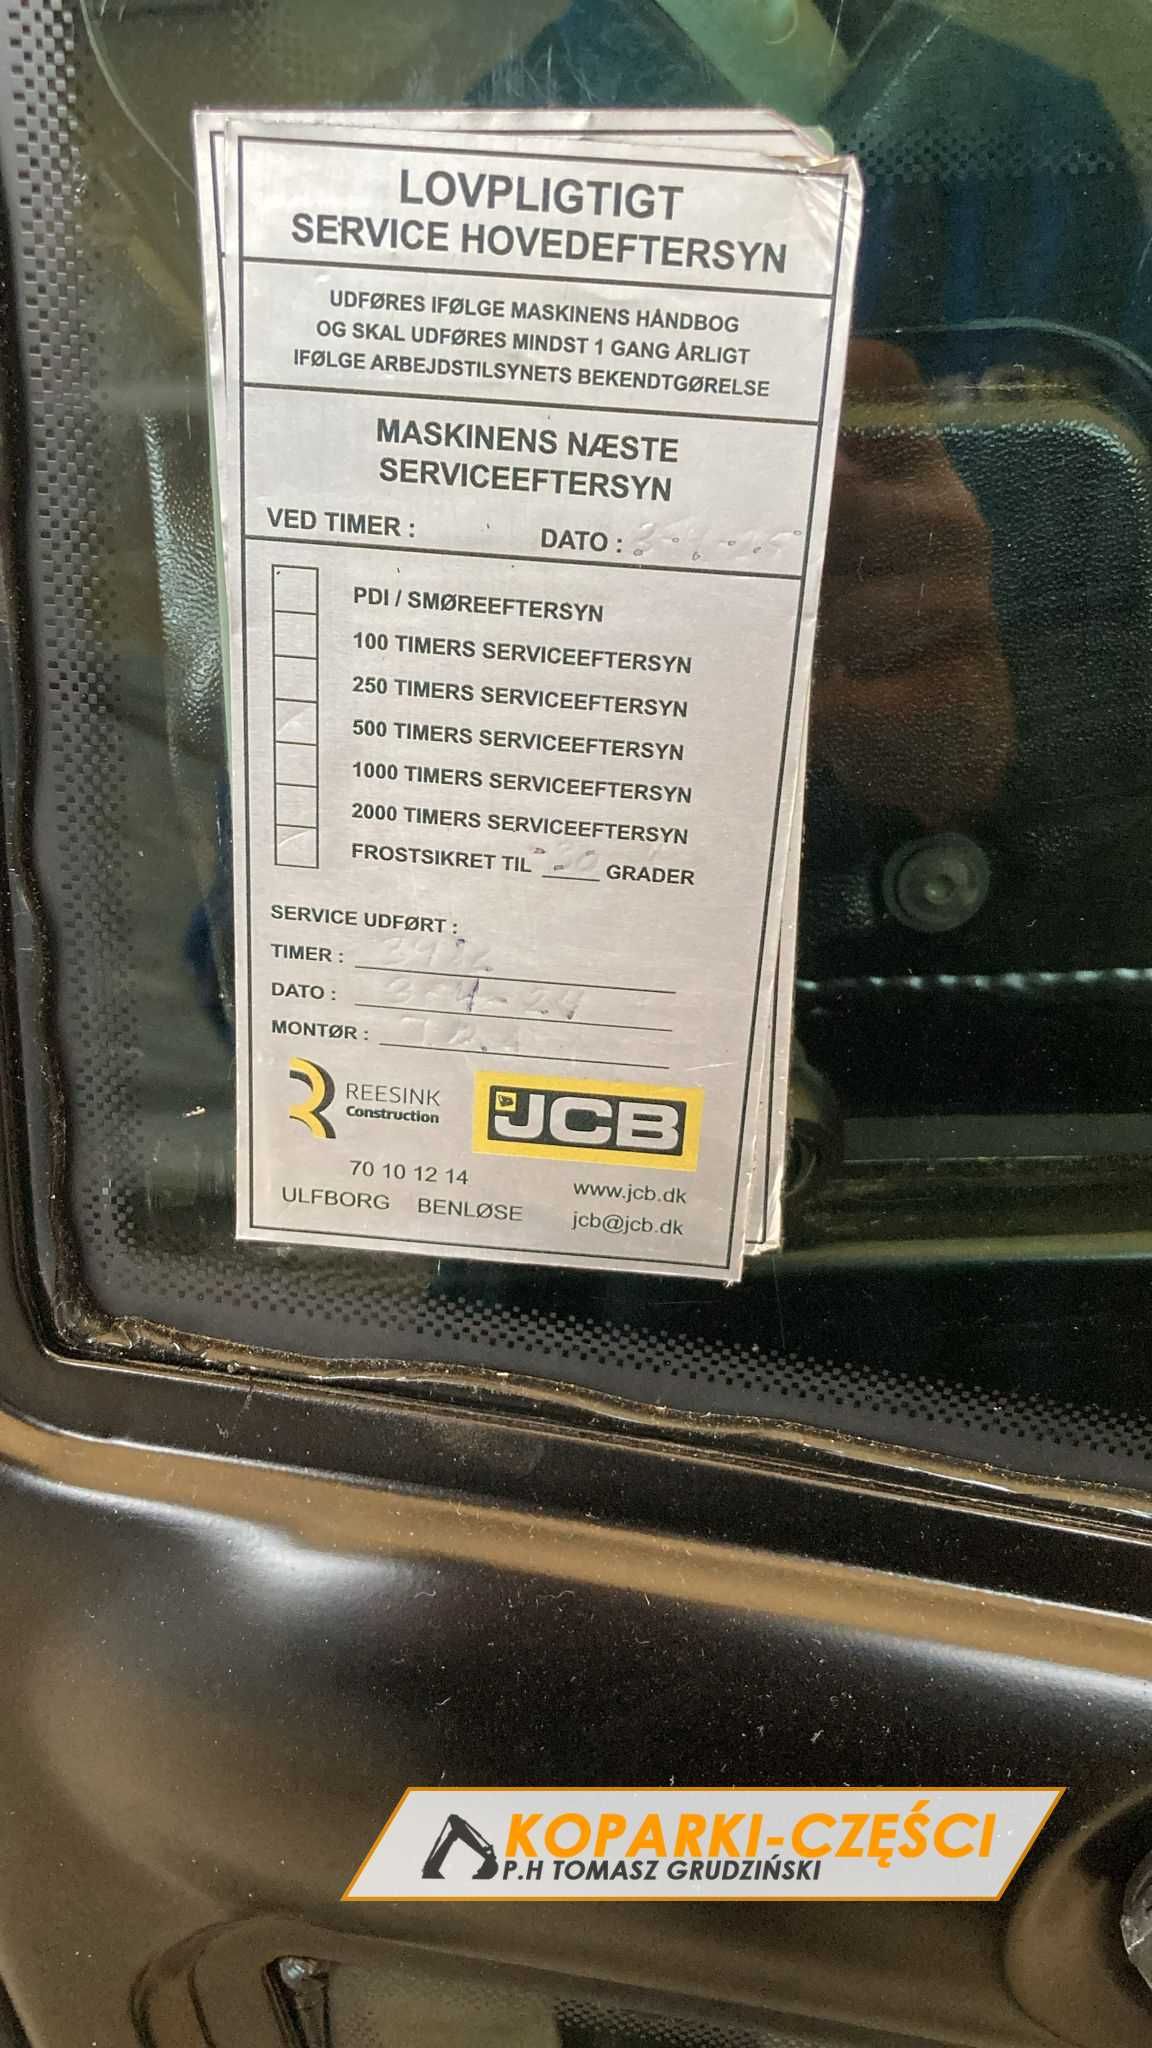 LOVPLIGTIGT
SERVICE HOVEDEFTERSYN
UDFØRES IFØLGE MASKINENS HÅNDBOG
OG SKAL UDFØRES MINDST 1 GANG ÅRLIGT
IFØLGE ARBEJDSTILSYNETS BEKENDTGØRELSE
MASKINENS NÆSTE
SERVICEEFTERSYN
VED TIMER : DATO :
PDI / SMØREEFTERSYN
100 TIMERS SERVICEEFTERSYN
250 TIMERS SERVICEEFTERSYN
500 TIMERS SERVICEEFTERSYN
1000 TIMERS SERVICEEFTERSYN
2000 TIMERS SERVICEEFTERSYN
FROSTSIKRET TIL GRADER
SERVICE UDFØRT :
TIMER :
DATO : 3-4-24
MONTØR :
REESINK
Construction
JCB
70 10 12 14
ULFBORG BENLØSE
www.jcb.dk
jcb@jcb.dk
KOPARKI-CZĘŚCI
P.H TOMASZ GRUDZIŃSKI